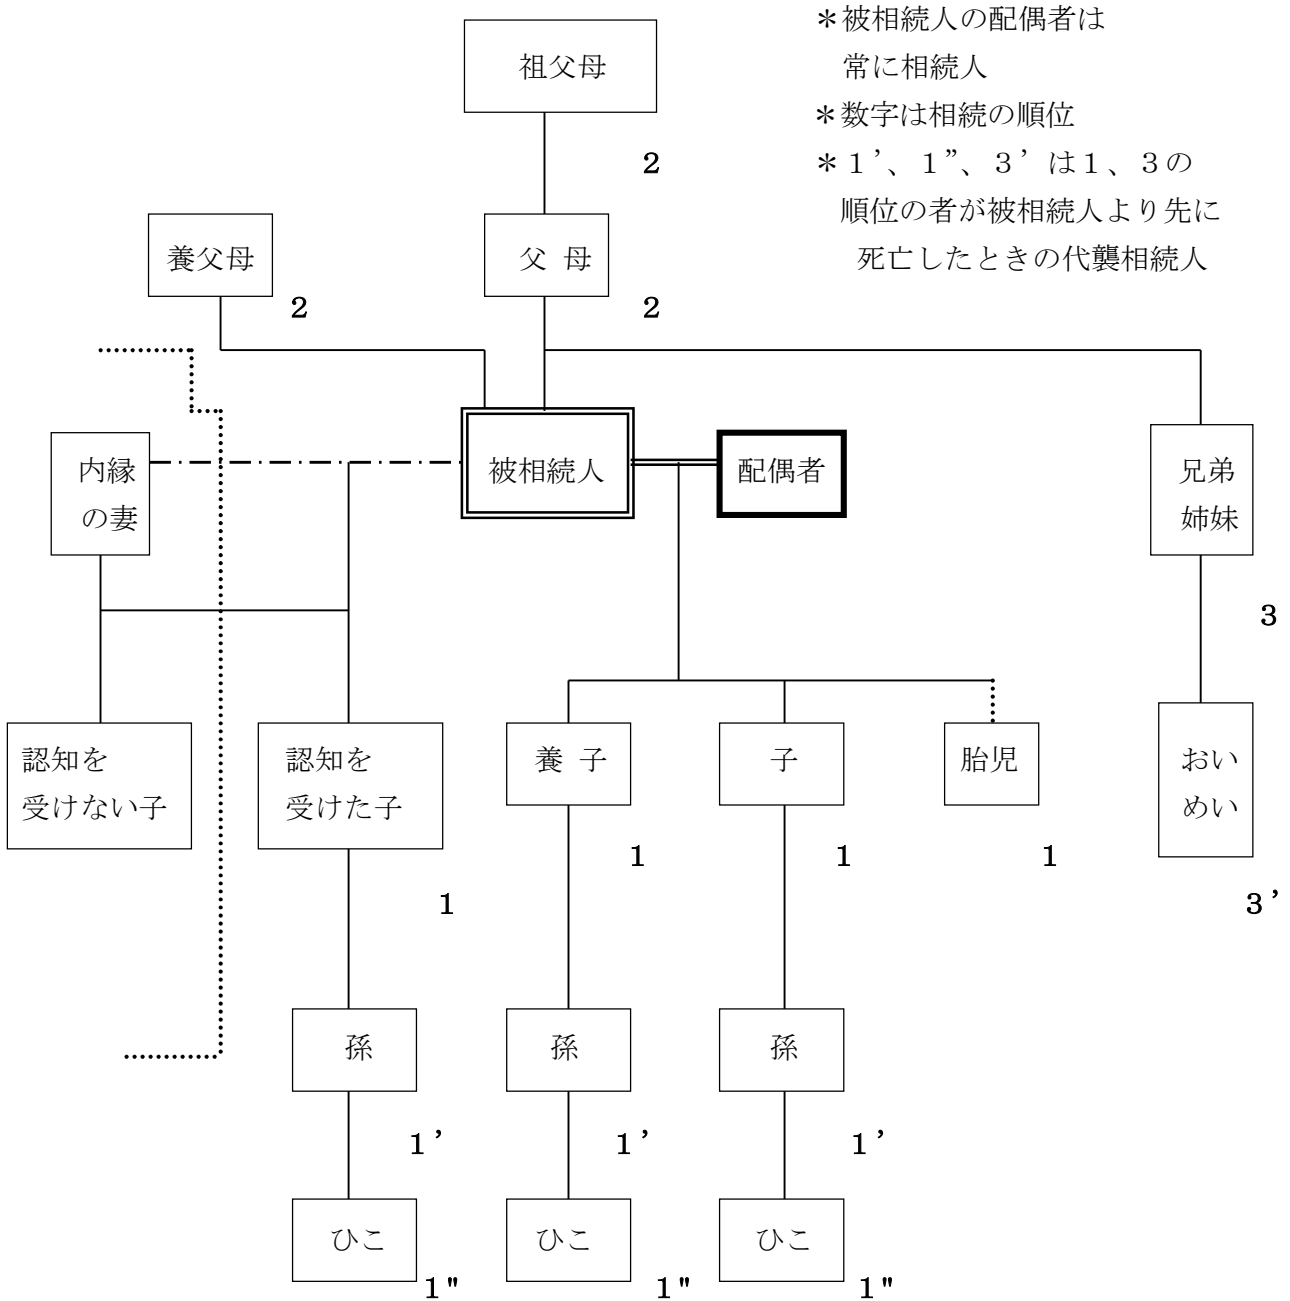 ＊被相続人の配偶者は
常に相続人
＊数字は相続の順位
＊１’、１”、３’は１、３の
順位の者が被相続人より先に
死亡したときの代襲相続人
祖父母
2
養父母
2
父 母
2
内縁
の妻
被相続人
配偶者
兄弟
姉妹
3
認知を
受けない子
認知を
受けた子
1
養 子
1
子
1
胎児
1
おい
めい
3’
孫
1’
孫
1’
孫
1’
ひこ
1"
ひこ
1"
ひこ
1"